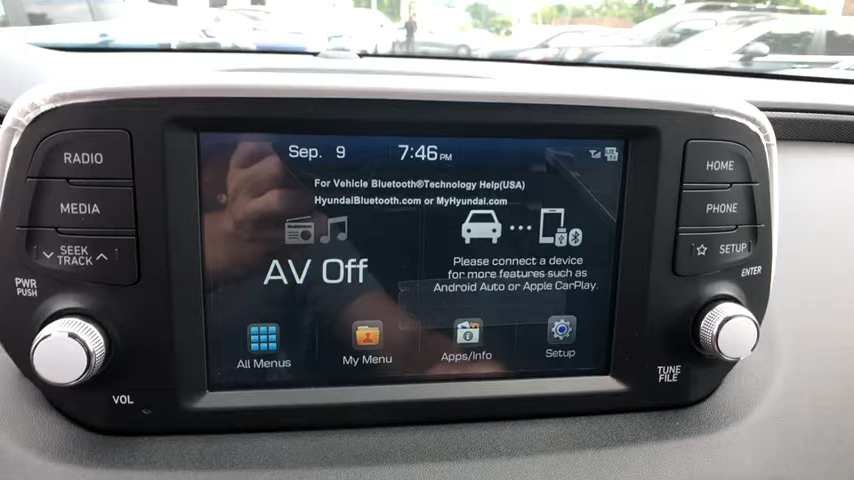 RADIO
MEDIA
SEEK
TRACK
PWR
PUSH
VOL
Sep. 9
7:46 PM
For Vehicle Bluetooth®Technology Help(USA)
HyundaiBluetooth.com or MyHyundai.com
AV Off
Please connect a device
for more features such as
Android Auto or Apple CarPlay.
All Menus
My Menu
Apps/Info
Setup
HOME
PHONE
SETUP
ENTER
TUNE
FILE